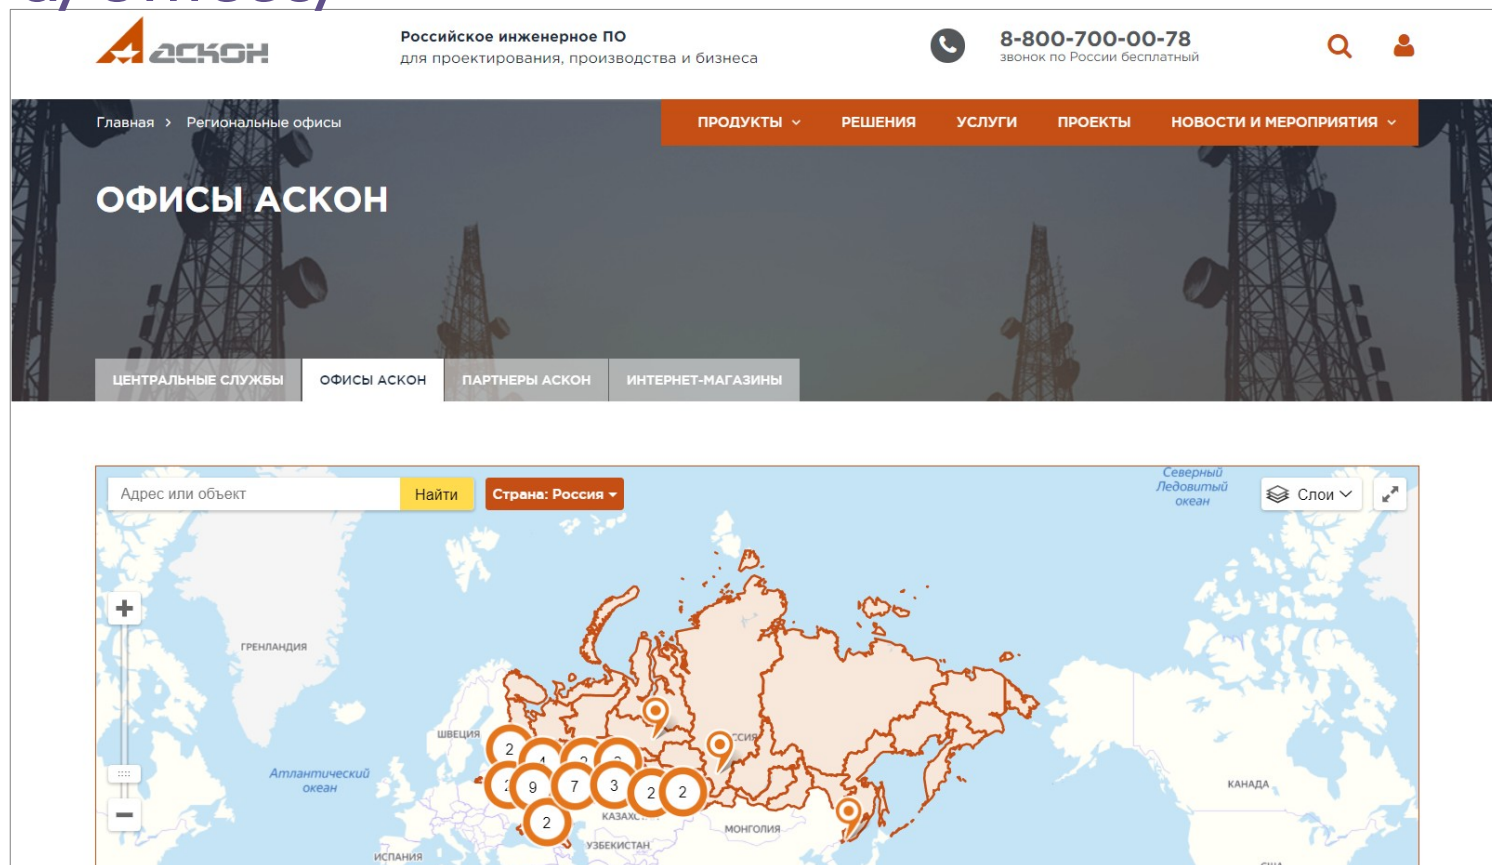 АСКОН
Российское инженерное ПО
для проектирования, производства и бизнеса
8-800-700-00-78
звонок по России бесплатный
Главная > Региональные офисы
ПРОДУКТЫ
РЕШЕНИЯ
УСЛУГИ
ПРОЕКТЫ
НОВОСТИ И МЕРОПРИЯТИЯ
ОФИСЫ АСКОН
ЦЕНТРАЛЬНЫЕ СЛУЖБЫ
ОФИСЫ АСКОН
ПАРТНЕРЫ АСКОН
ИНТЕРНЕТ-МАГАЗИНЫ
Адрес или объект
Найти
Страна: Россия
Северный
Ледовитый
океан
Слои
ГРЕНЛАНДИЯ
ШВЕЦИЯ
2
Атлантический
океан
9
7
3
2
2
2
КАНАДА
МОНГОЛИЯ
УЗБЕКИСТАН
ИСПАНИЯ